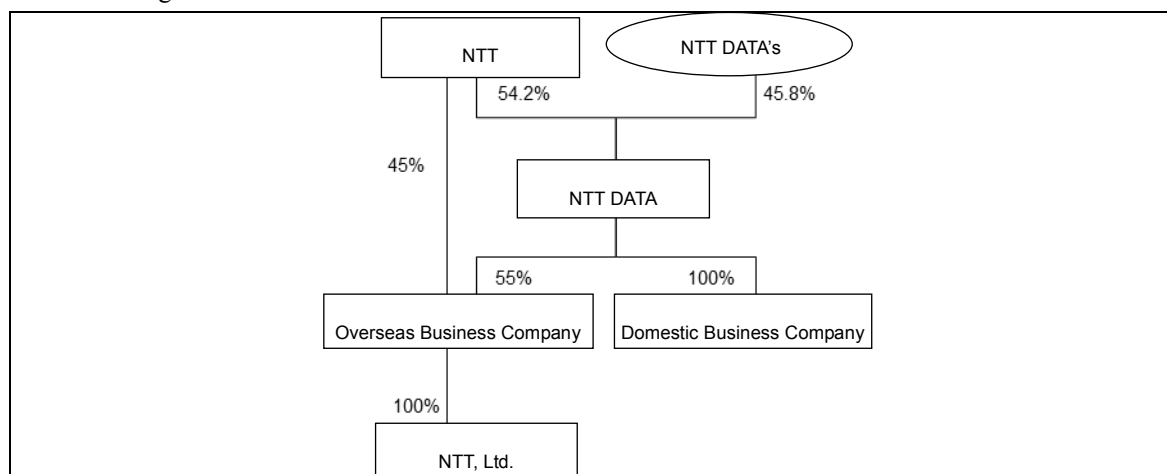 NTT
NTT DATA's
54.2%
45.8%
45%
NTT DATA
55%
100%
Overseas Business Company
Domestic Business Company
100%
NTT, Ltd.